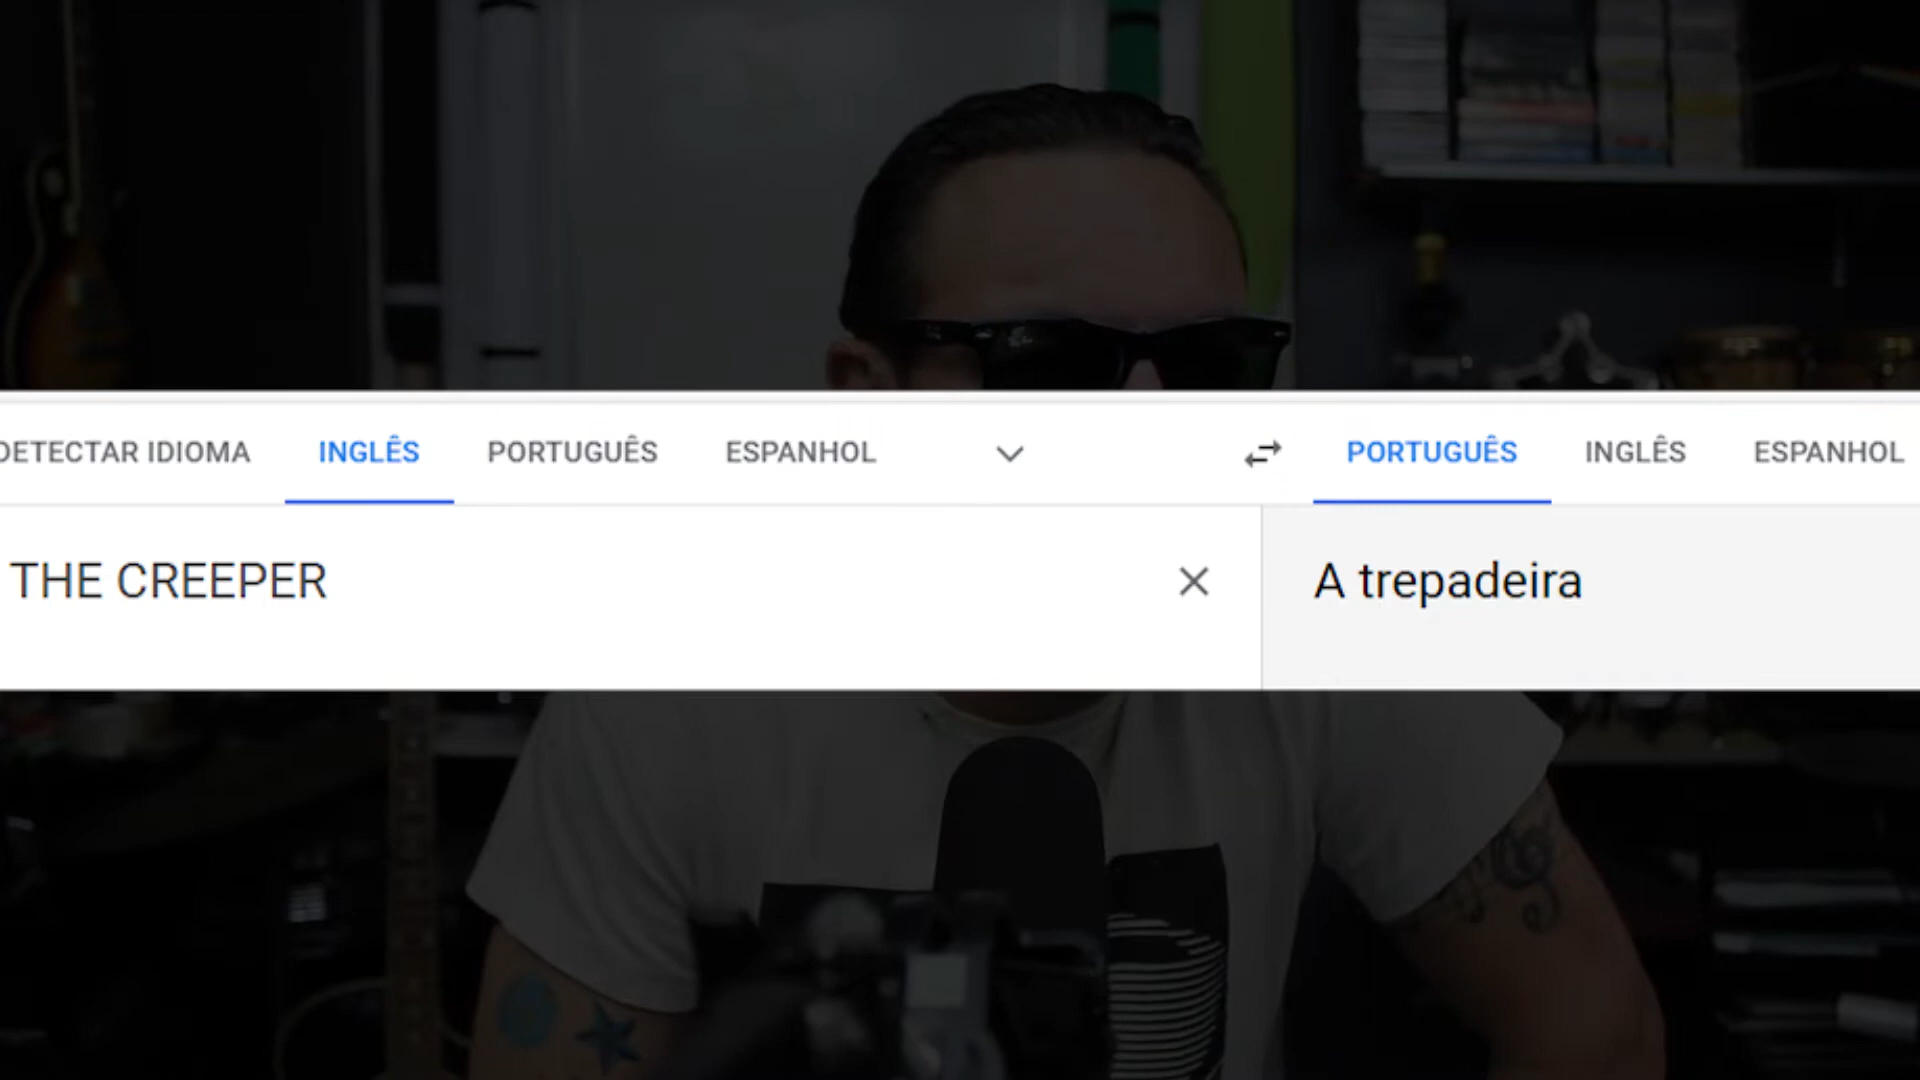 DETECTAR IDIOMA INGLÊS PORTUGUÊS ESPANHOL PORTUGUÊS INGLÊS ESPANHOL
THE CREEPER A trepadeira